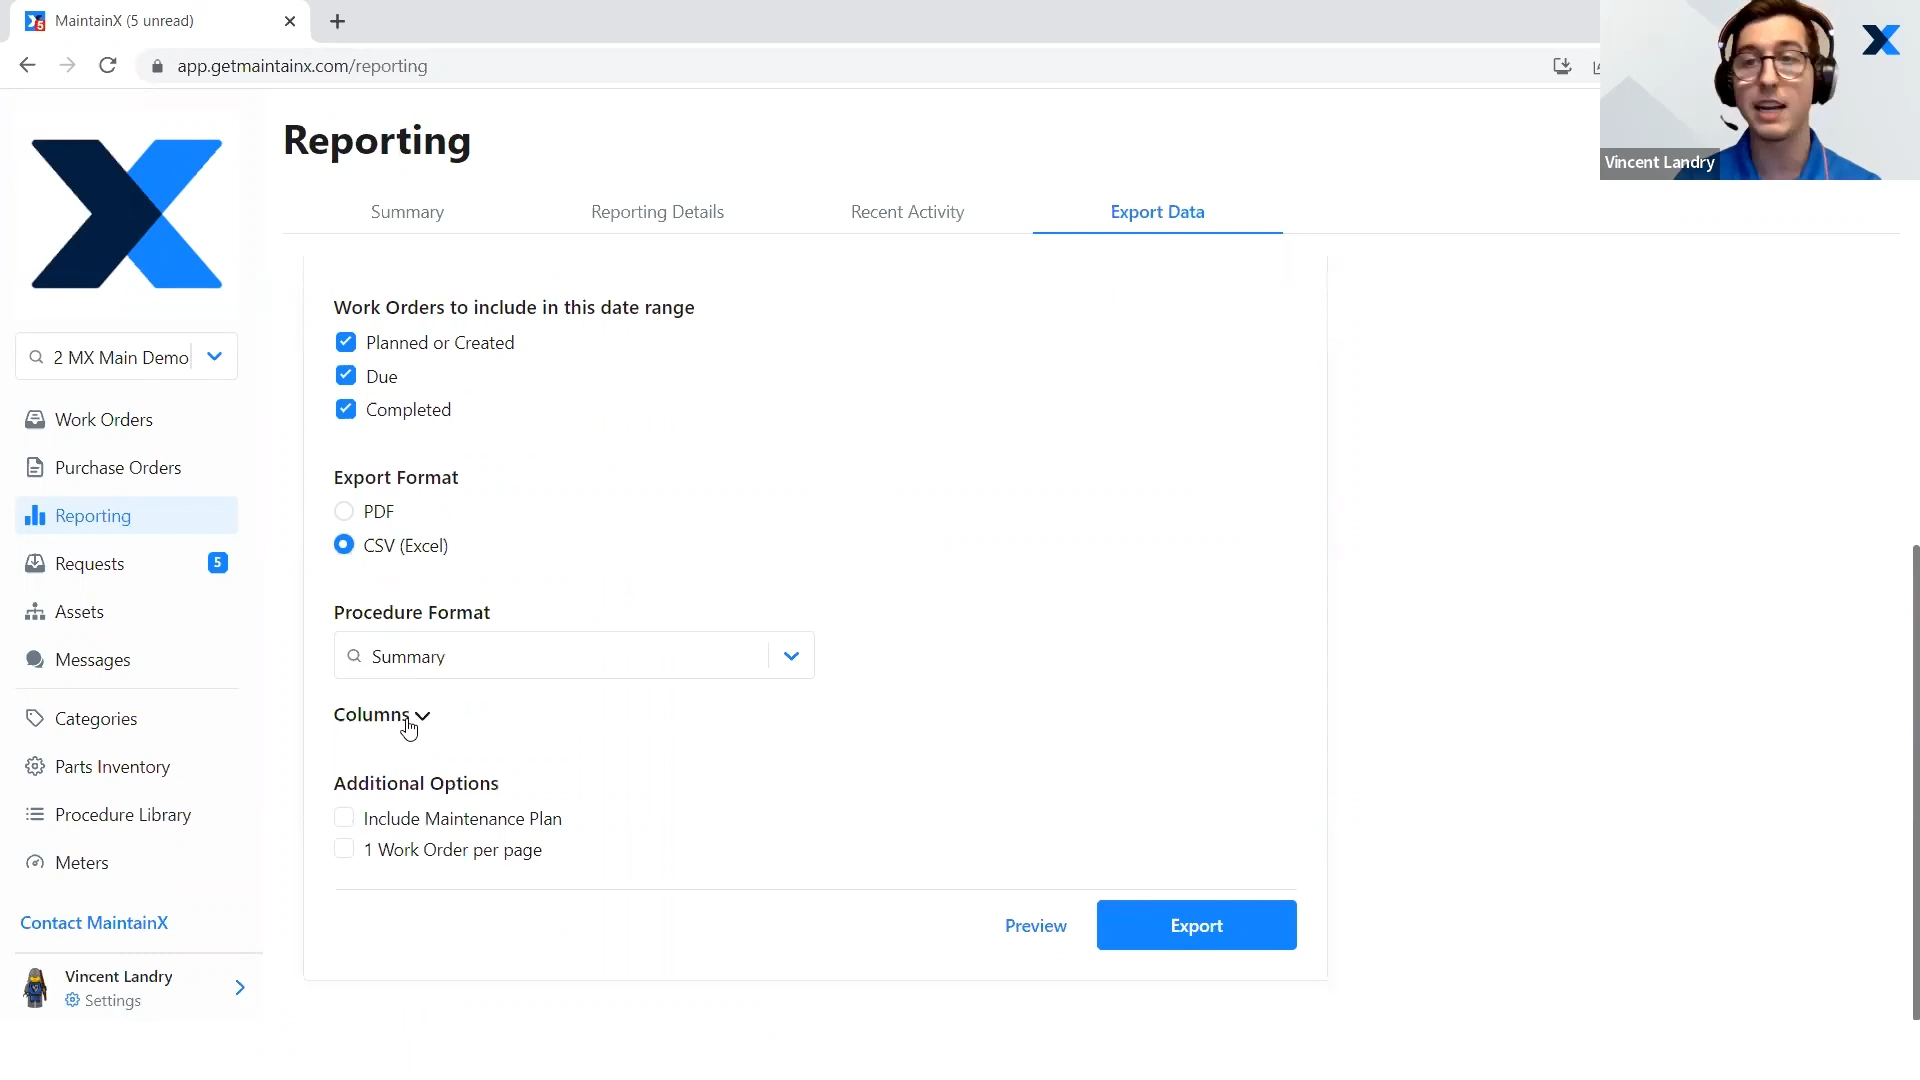 MaintainX (5 unread)
app.getmaintainx.com/reporting
Vincent Landry
Reporting
Summary
Reporting Details
Recent Activity
Export Data
2 MX Main Demo
Work Orders
Purchase Orders
Reporting
Requests
5
Assets
Messages
Categories
Parts Inventory
Procedure Library
Meters
Contact MaintainX
Vincent Landry
Settings
Work Orders to include in this date range
Planned or Created
Due
Completed
Export Format
PDF
CSV (Excel)
Procedure Format
Summary
Columns
Additional Options
Include Maintenance Plan
1 Work Order per page
Preview
Export